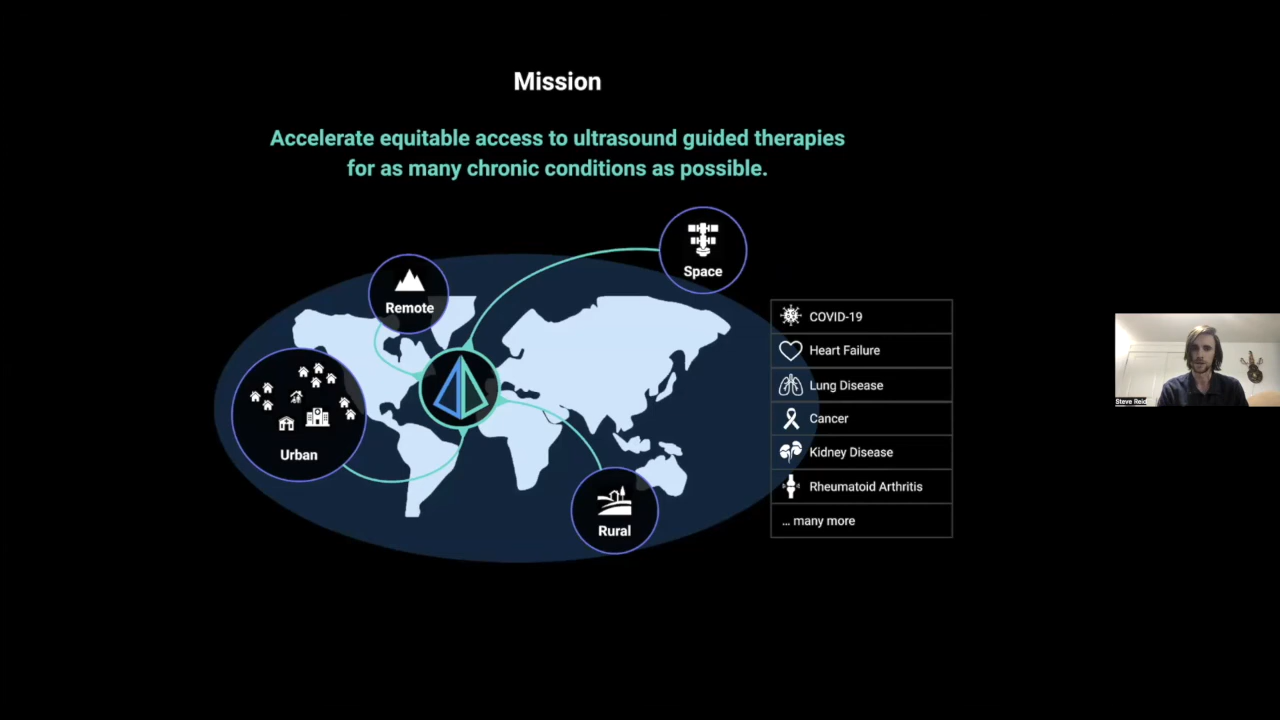 Mission
Accelerate equitable access to ultrasound guided therapies
for as many chronic conditions as possible.
Space
Remote
Urban
Rural
COVID-19
Heart Failure
Lung Disease
Cancer
Kidney Disease
Rheumatoid Arthritis
... many more
Steve Reid